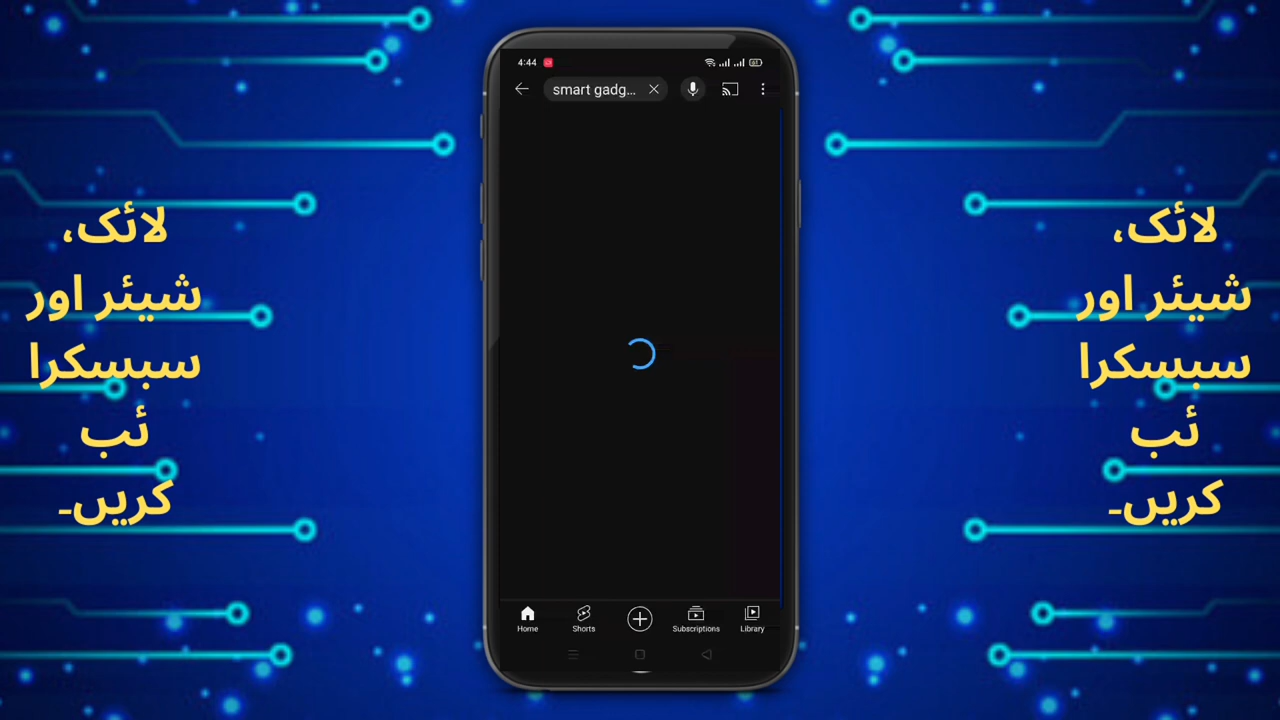 4:44
61
smart gadg...
لائک،
شیئر اور
سبسکرا
ئب
کریں۔
لائک،
شیئر اور
سبسکرا
ئب
کریں۔
Home
Shorts
Subscriptions
Library